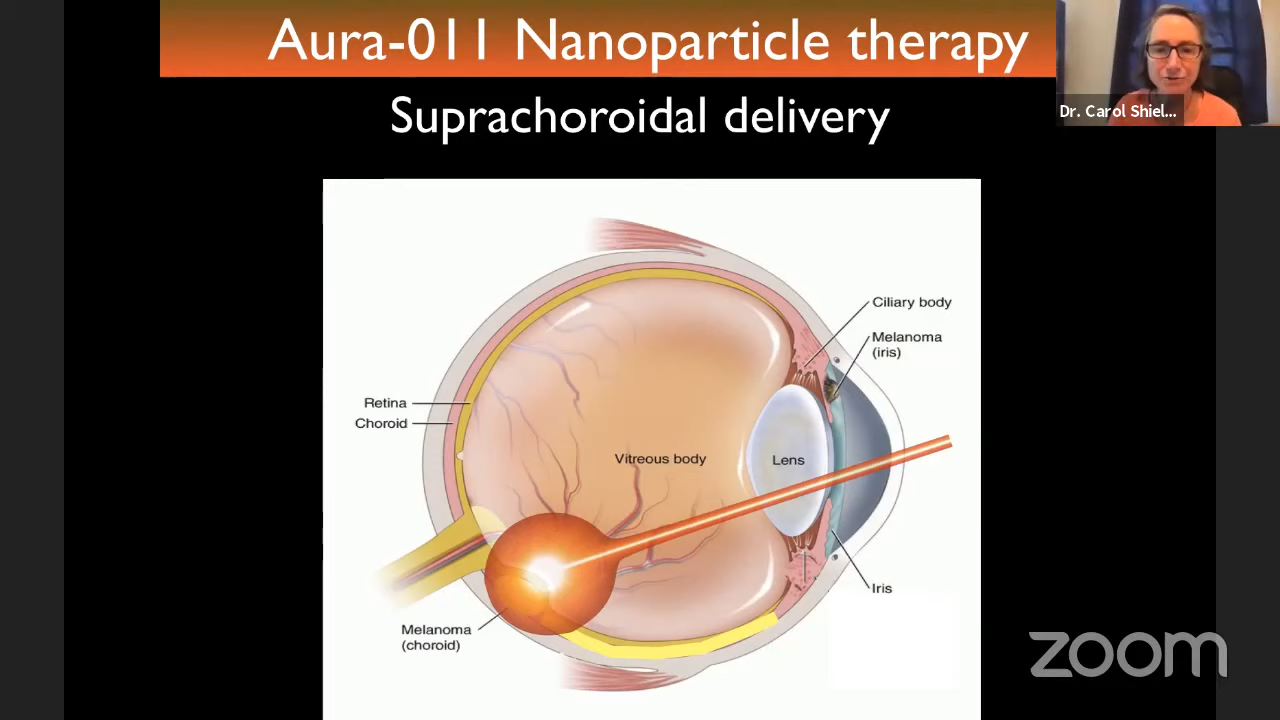 Aura-011 Nanoparticle therapy
Dr. Carol Shiel...
Suprachoroidal delivery
Ciliary body
Melanoma
(iris)
Retina
Choroid
Vitreous body
Lens
Iris
Melanoma
(choroid)
zoom